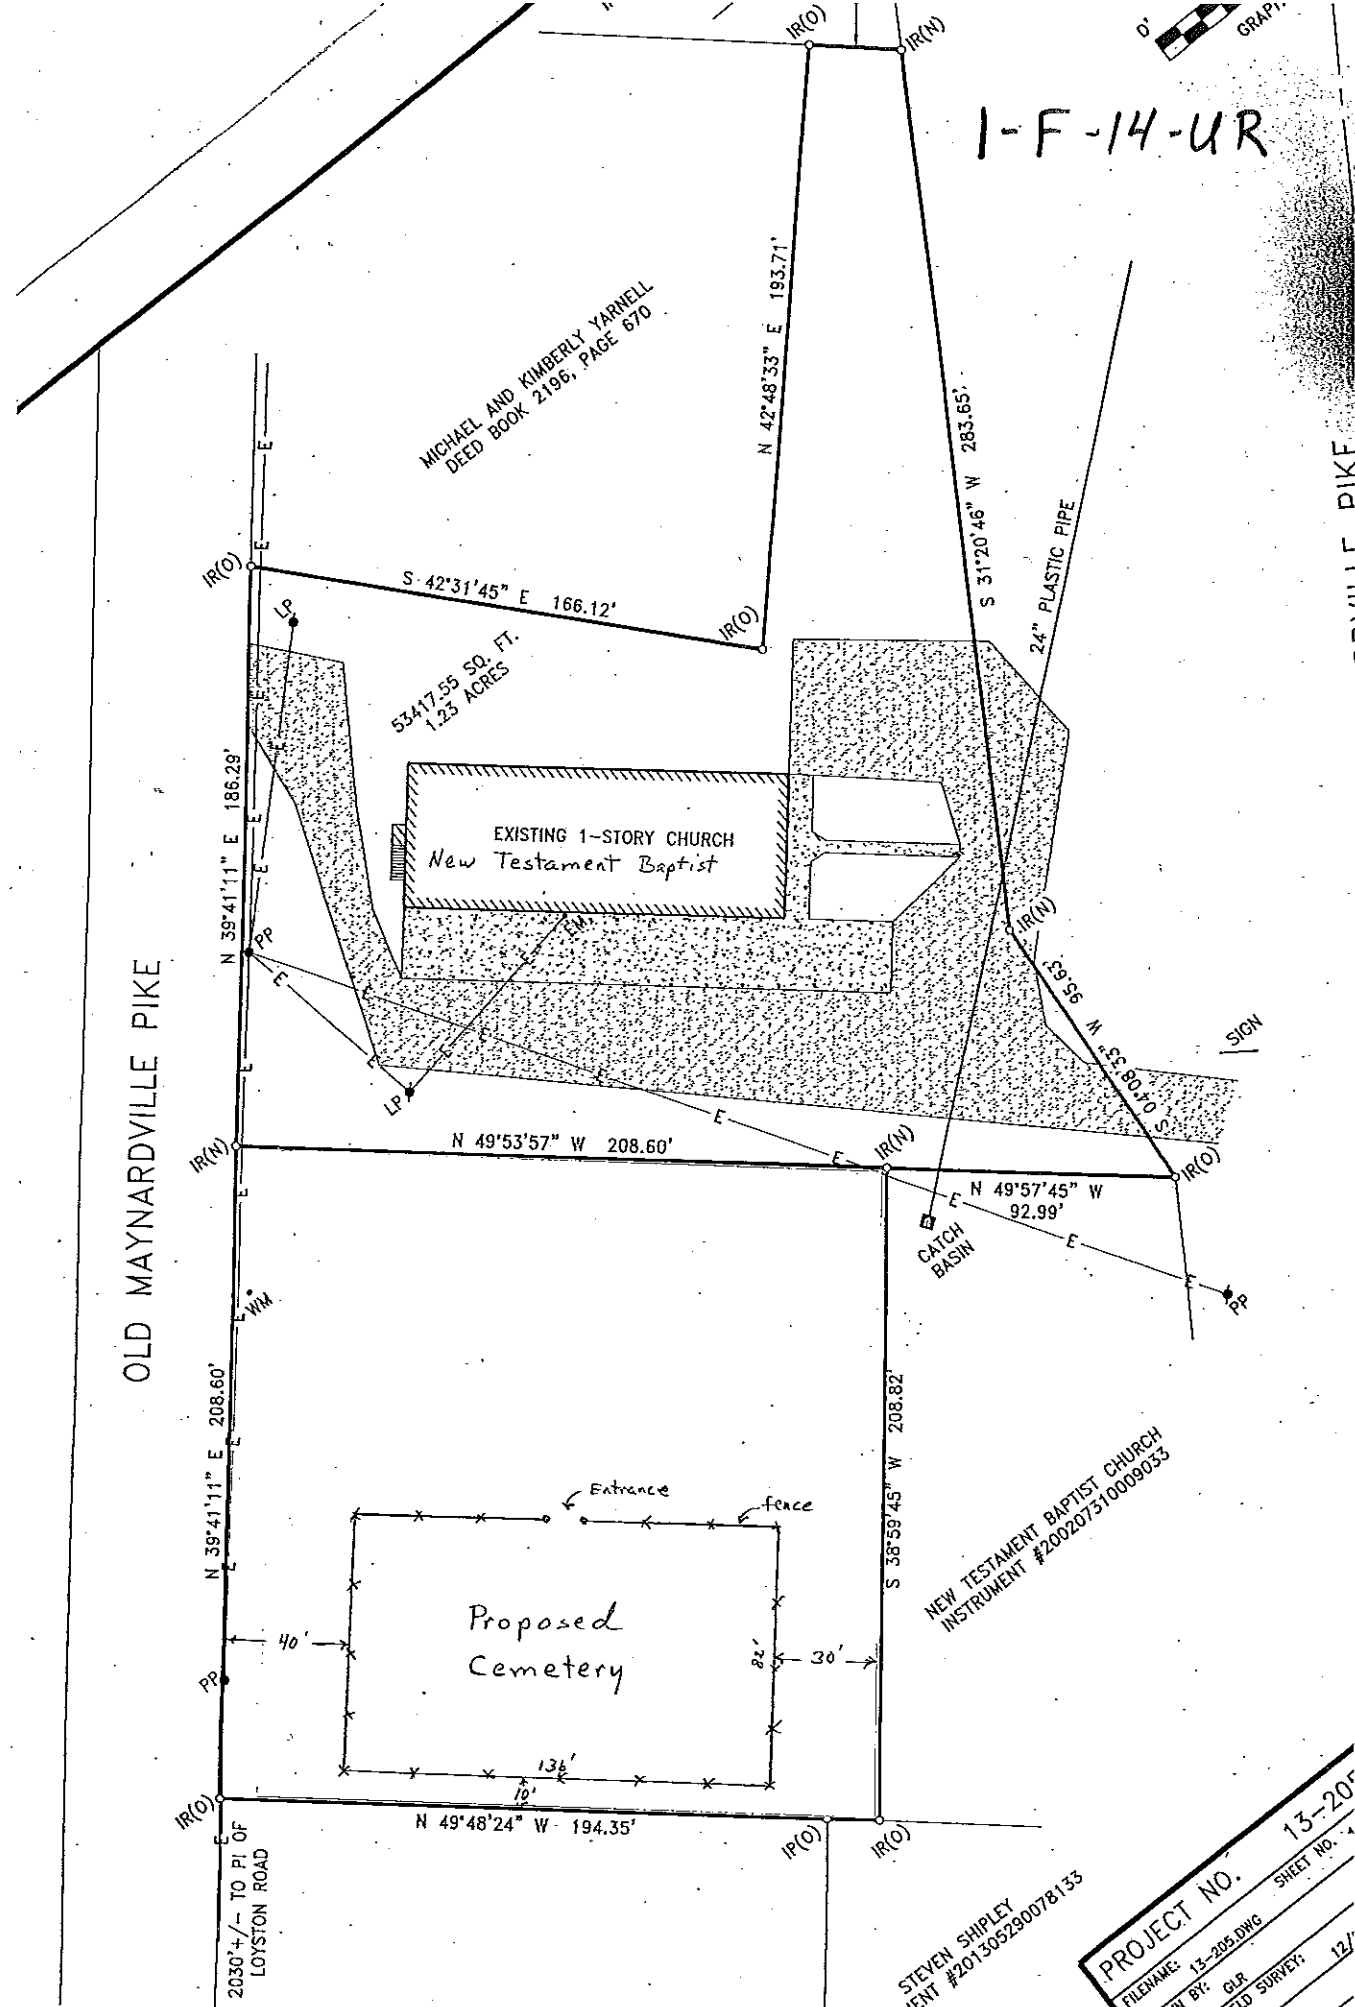 IR(O)
IR(N)
0'
1-F-14-UR
MICHAEL AND KIMBERLY YARNELL
DEED BOOK 2196, PAGE 670
N 42°48'33" E 193.71'
S 31°20'46" W 283.65'
24" PLASTIC PIPE
E
E
IR(O)
E
LP
S 42°31'45" E 166.12'
IR(O)
53417.55 SQ. FT.
1.23 ACRES
E
E
N 39°41'11" E 186.29'
E
E
EXISTING 1-STORY CHURCH
New Testament Baptist
EM
IR(N)
PP
E
E
E
E
E
E
LP
S 04°08'33" W 95.63'
SIGN
OLD MAYNARDVILLE PIKE
E
E
IR(N)
N 49°53'57" W 208.60'
E
IR(N)
IR(O)
N 49°57'45" W
92.99'
E
CATCH
BASIN
E
E
PP
E
WM
E
N 39°41'11" E 208.60'
E
E
S 38°59'45" W 208.82'
NEW TESTAMENT BAPTIST CHURCH
INSTRUMENT #200207310009033
Entrance
fence
Proposed
Cemetery
40'
82'
30'
PP
136'
10'
IR(O)
N 49°48'24" W 194.35'
IP(O)
IR(O)
E
2030'+/- TO PI OF
LOYSTON ROAD
STEVEN SHIPLEY
#201305290078133
PROJECT NO. 13-205
SHEET NO.
FILENAME: 13-205.DWG
BY: GLR
SURVEY: 12/